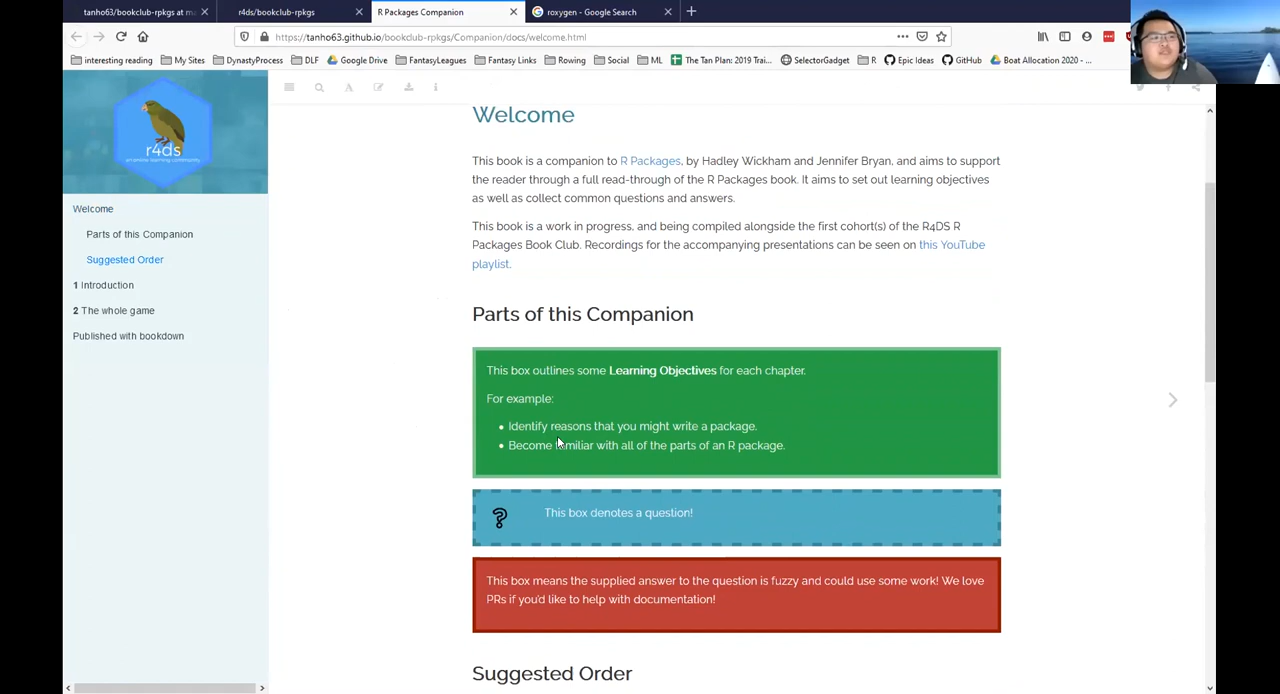 tanho63/bookclub-rpkgs at ma
r4ds/bookclub-rpkgs
R Packages Companion
roxygen - Google Search
https://tanho63.github.io/bookclub-rpkgs/Companion/docs/welcome.html
interesting reading
My Sites
DynastyProcess
DLF
Google Drive
FantasyLeagues
Fantasy Links
Rowing
Social
ML
The Tan Plan: 2019 Trai...
SelectorGadget
R
Epic Ideas
GitHub
Boat Allocation 2020 -...
r4ds
Welcome
Parts of this Companion
Suggested Order
1 Introduction
2 The whole game
Published with bookdown
Welcome
This book is a companion to R Packages, by Hadley Wickham and Jennifer Bryan, and aims to support
the reader through a full read-through of the R Packages book. It aims to set out learning objectives
as well as collect common questions and answers.
This book is a work in progress, and being compiled alongside the first cohort(s) of the R4DS R
Packages Book Club. Recordings for the accompanying presentations can be seen on this YouTube
playlist.
Parts of this Companion
This box outlines some Learning Objectives for each chapter.
For example:
• Identify reasons that you might write a package.
• Become familiar with all of the parts of an R package.
This box denotes a question!
This box means the supplied answer to the question is fuzzy and could use some work! We love
PRs if you'd like to help with documentation!
Suggested Order